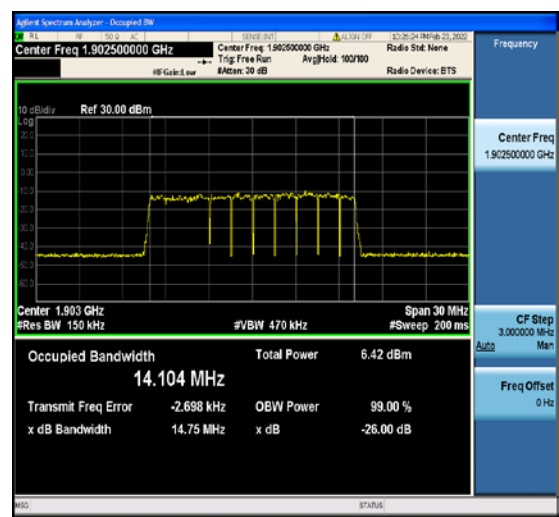 Agilent Spectrum Analyzer - Occupied BW
RL RF 50 Ω AC SENSE:INT ALIGN OFF 10:26:24 PM Feb 23, 2022
Center Freq 1.902500000 GHz
Center Freq: 1.902500000 GHz
Radio Std: None
Trig: Free Run Avg|Hold: 100/100
#IFGain:Low #Atten: 30 dB Radio Device: BTS
Frequency
10 dB/div Ref 30.00 dBm
Log
20.0
10.0
0.00
-10.0
-20.0
-30.0
-40.0
-50.0
-60.0
Center Freq
1.902500000 GHz
Center 1.903 GHz Span 30 MHz
#Res BW 150 kHz #VBW 470 kHz #Sweep 200 ms
CF Step
3.000000 MHz
Auto Man
Occupied Bandwidth Total Power 6.42 dBm
14.104 MHz
Transmit Freq Error -2.698 kHz OBW Power 99.00 %
x dB Bandwidth 14.75 MHz x dB -26.00 dB
Freq Offset
0 Hz
MSG STATUS